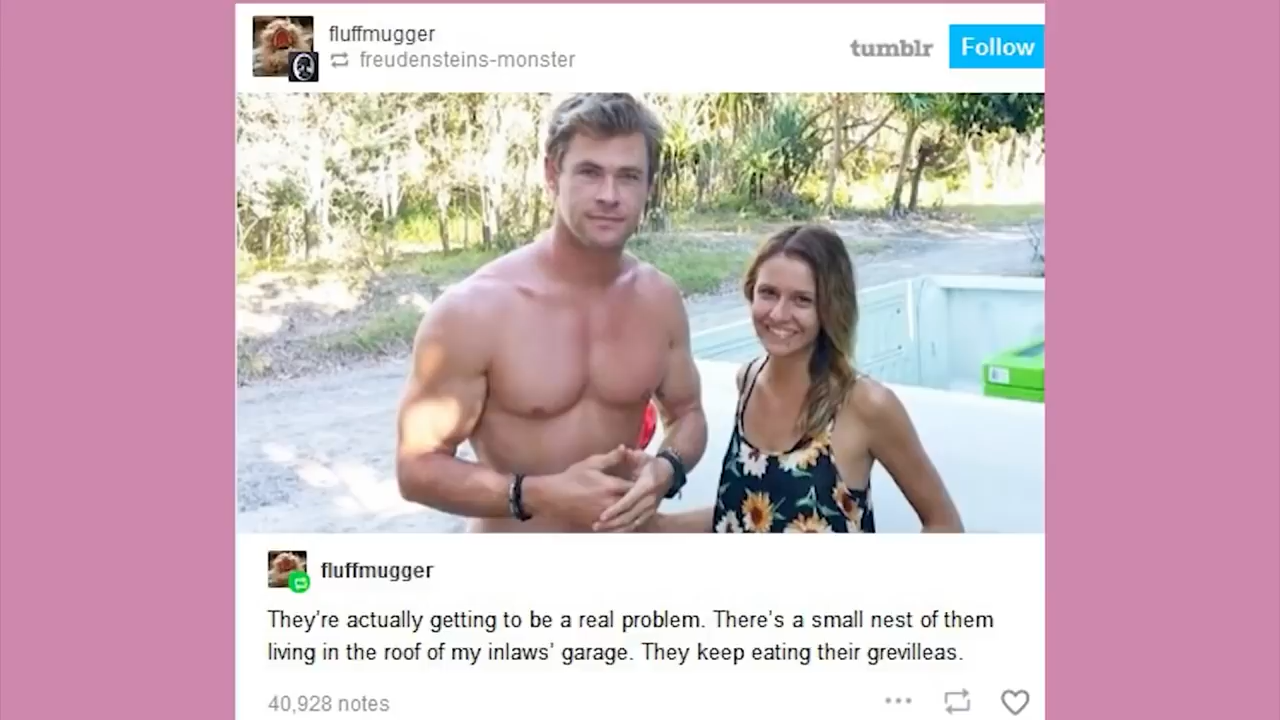 fluffmugger
freudensteins-monster
tumblr
Follow
fluffmugger
They're actually getting to be a real problem. There's a small nest of them
living in the roof of my inlaws' garage. They keep eating their grevilleas.
40,928 notes